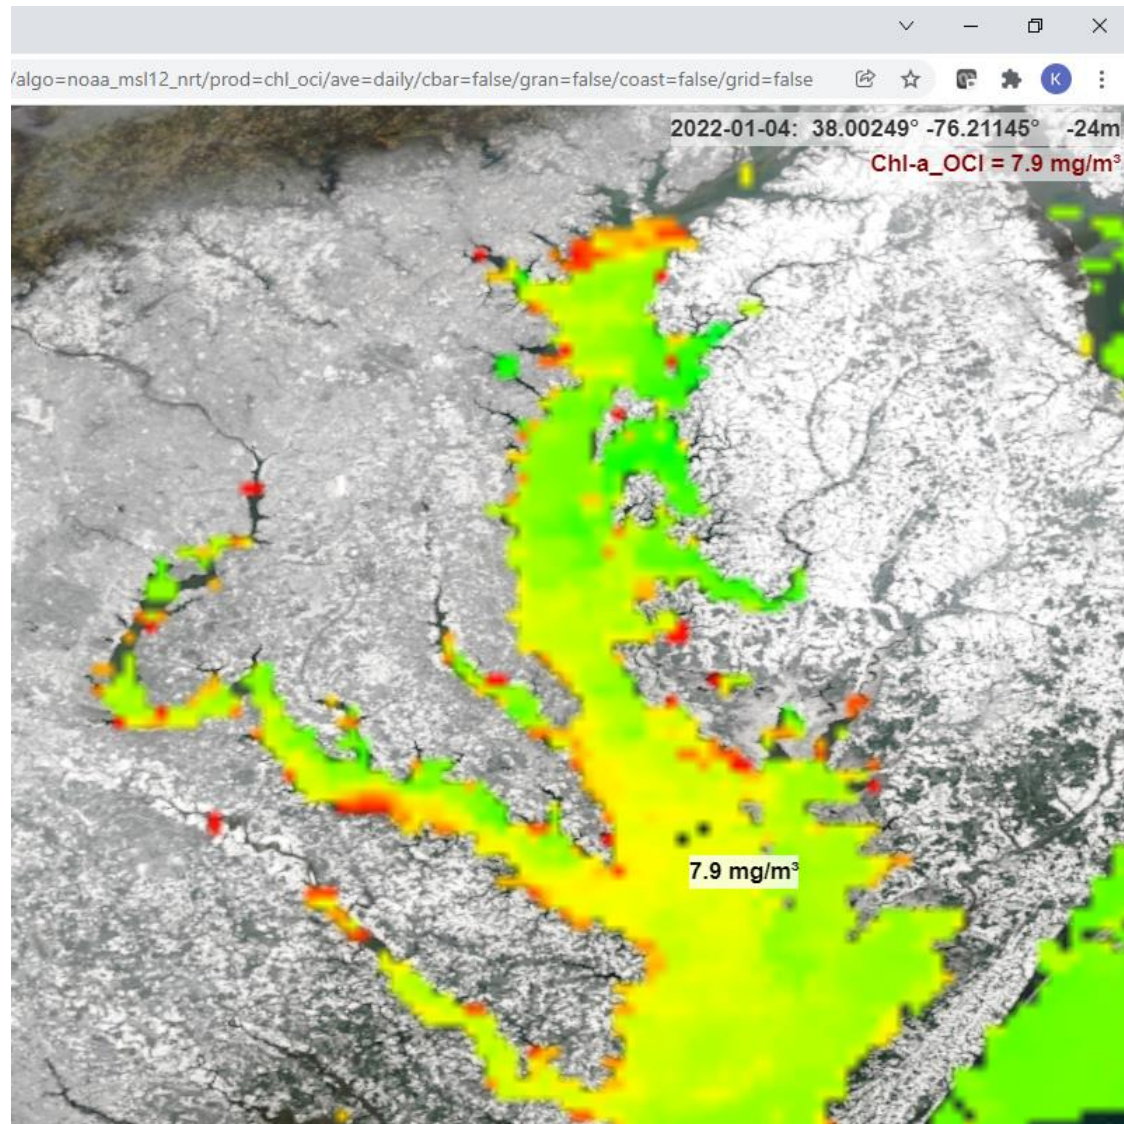 /algo=noaa_msl12_nrt/prod=chl_oci/ave=daily/cbar=false/gran=false/coast=false/grid=false
K
2022-01-04: 38.00249° -76.21145° -24m
Chl-a_OCI = 7.9 mg/m³
7.9 mg/m³